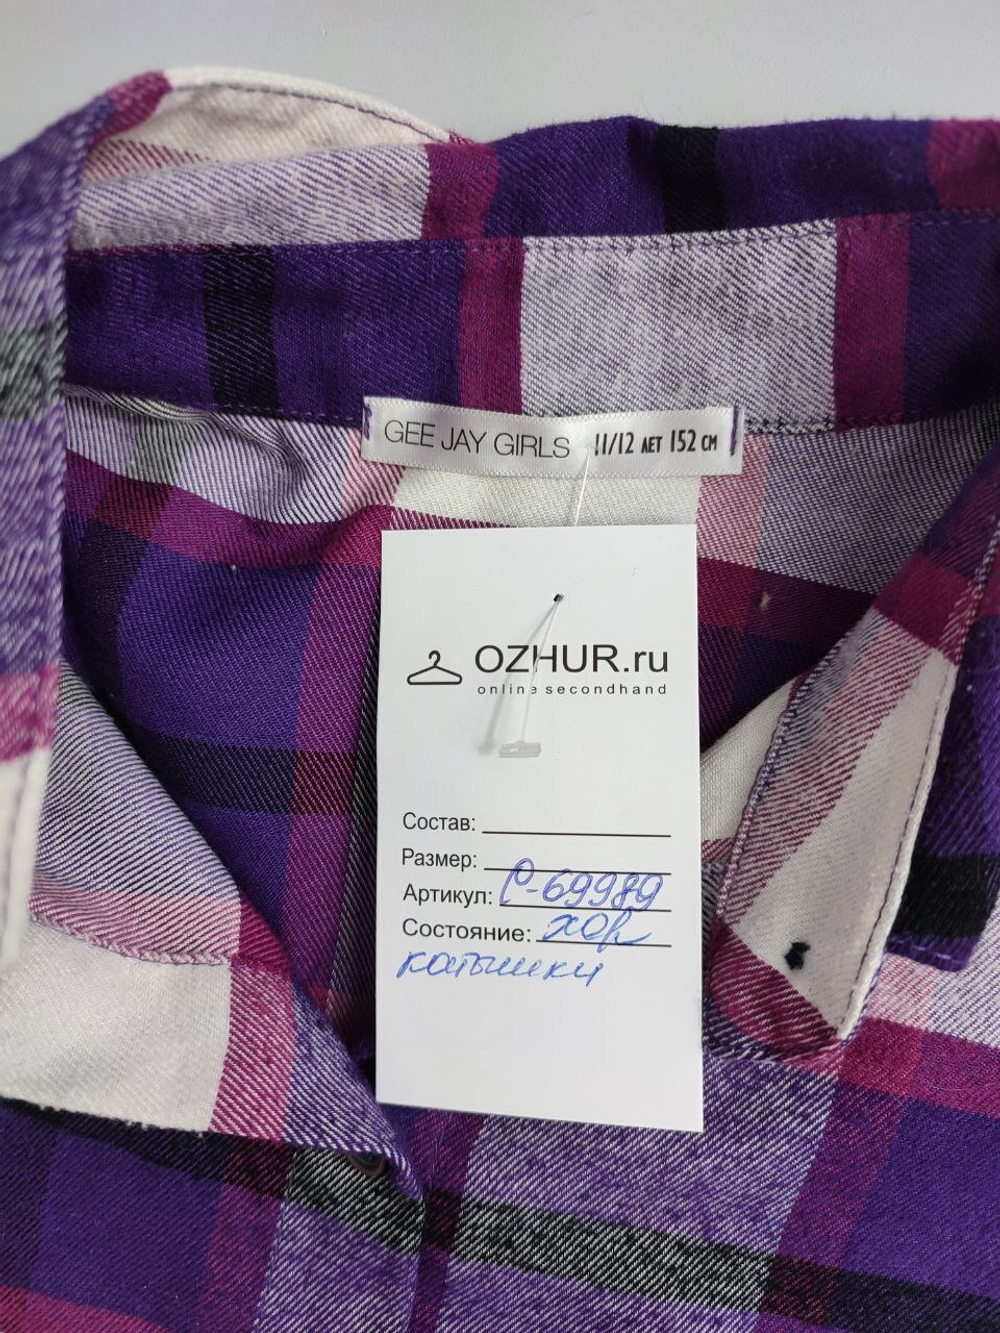 GEE JAY GIRLS 11/12 ЛЕТ 152 СМ
OZHUR.ru
online secondhand
Состав:
Размер:
Артикул: С-69989
Состояние: хор
катышки